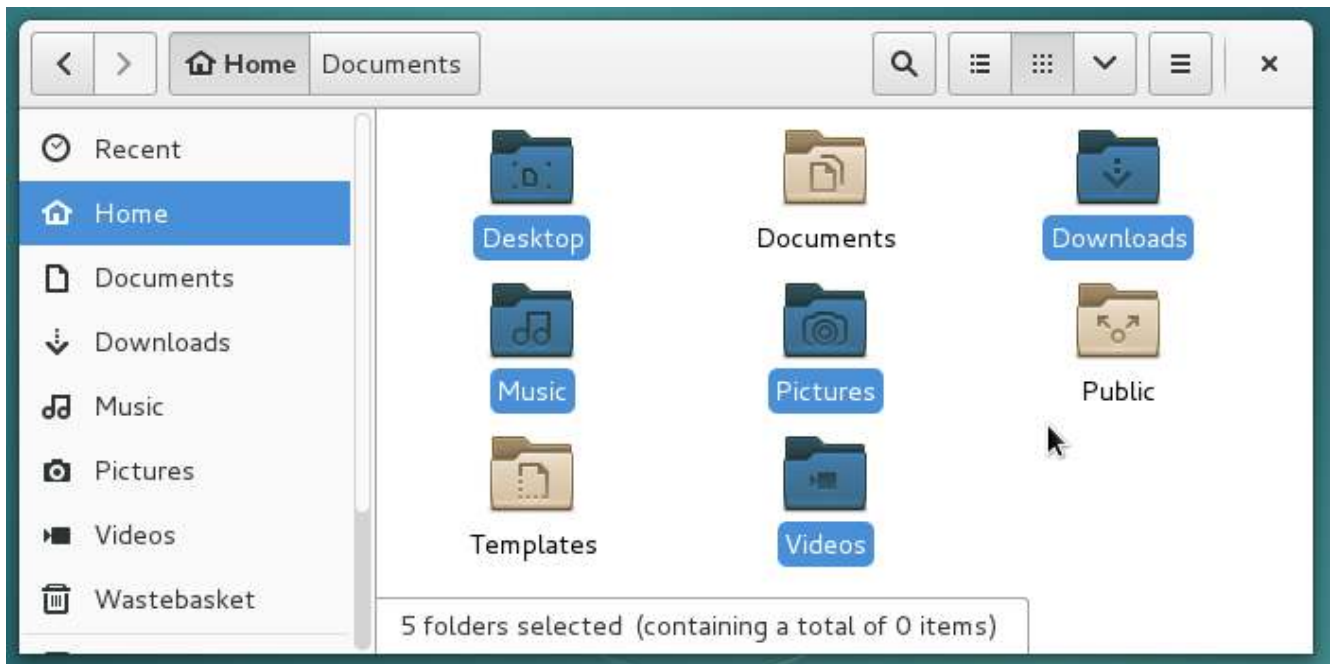 Home Documents
Recent
Home
Documents
Downloads
Music
Pictures
Videos
Wastebasket
Desktop Documents Downloads
Music Pictures Public
Templates Videos
5 folders selected (containing a total of 0 items)